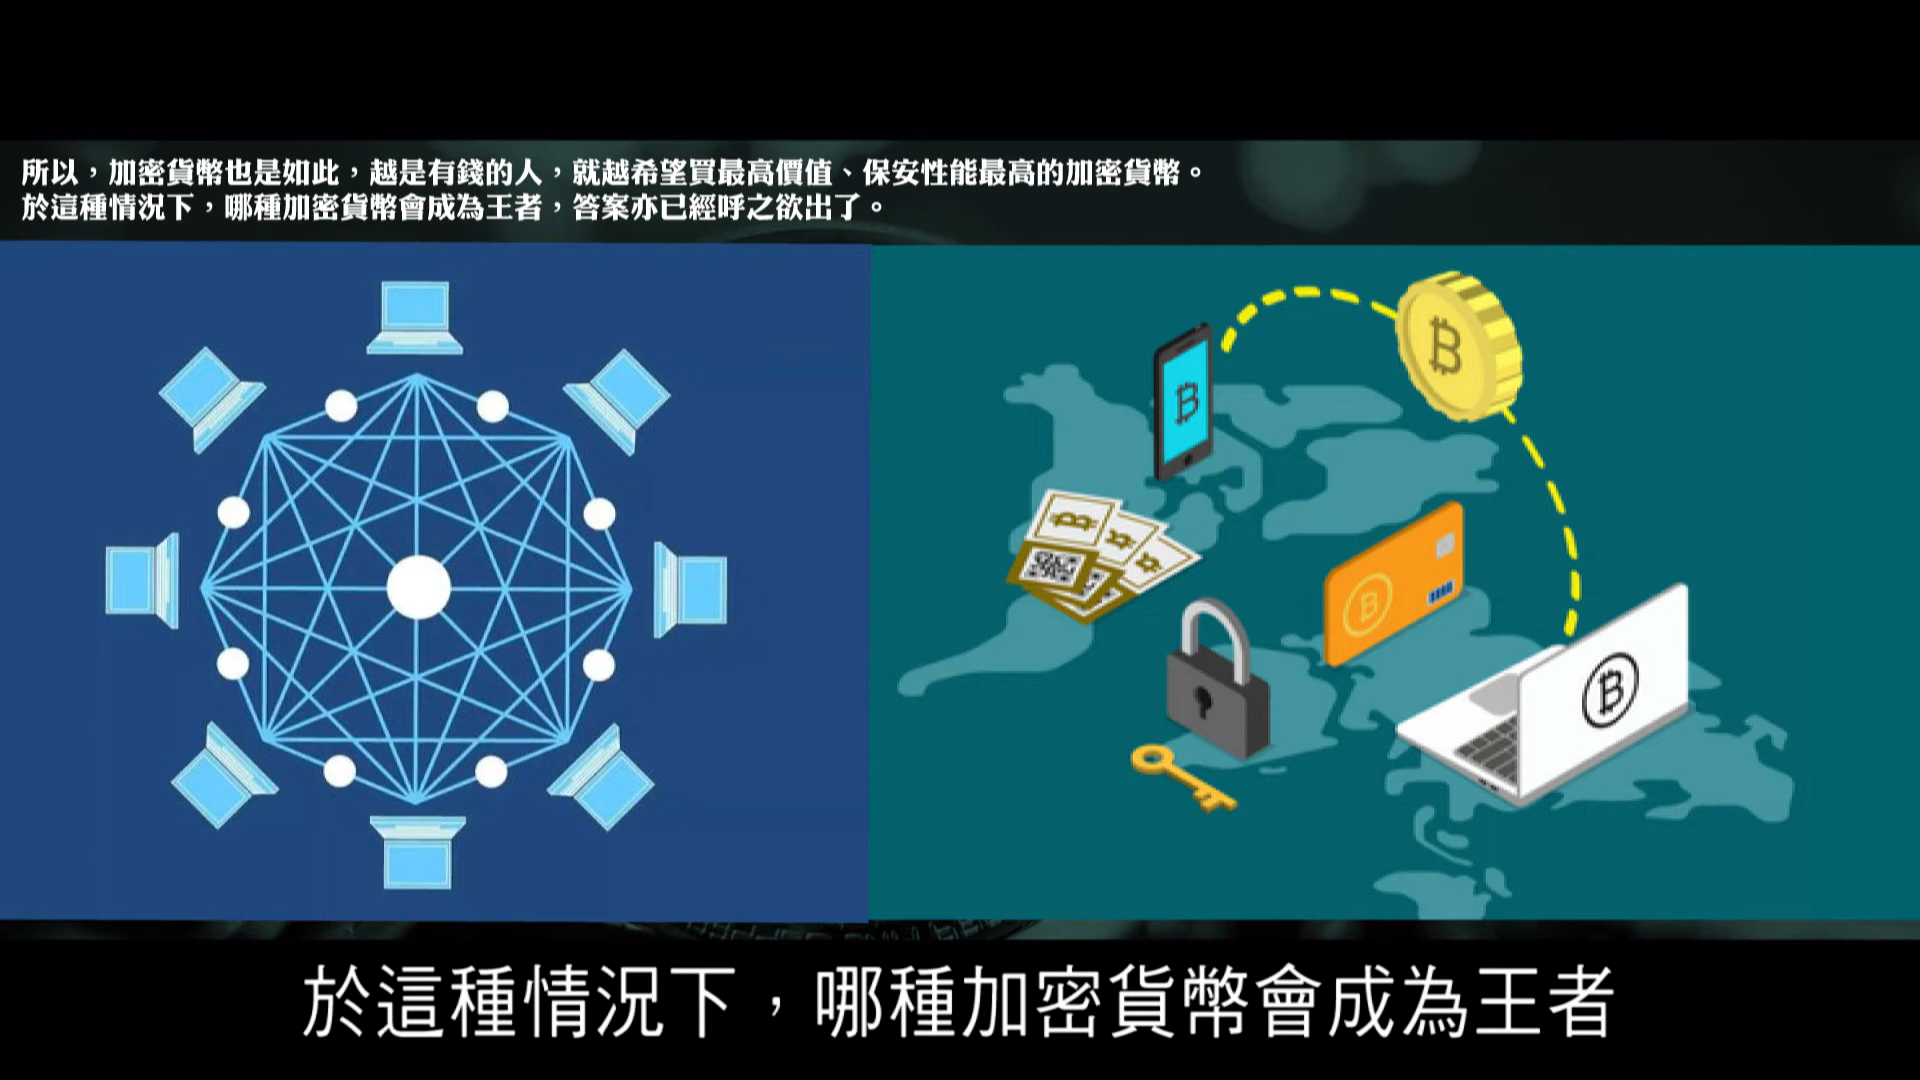 所以，加密貨幣也是如此，越是有錢的人，就越希望買最高價值、保安性能最高的加密貨幣。
於這種情況下，哪種加密貨幣會成為王者，答案亦已經呼之欲出了。
於這種情況下，哪種加密貨幣會成為王者